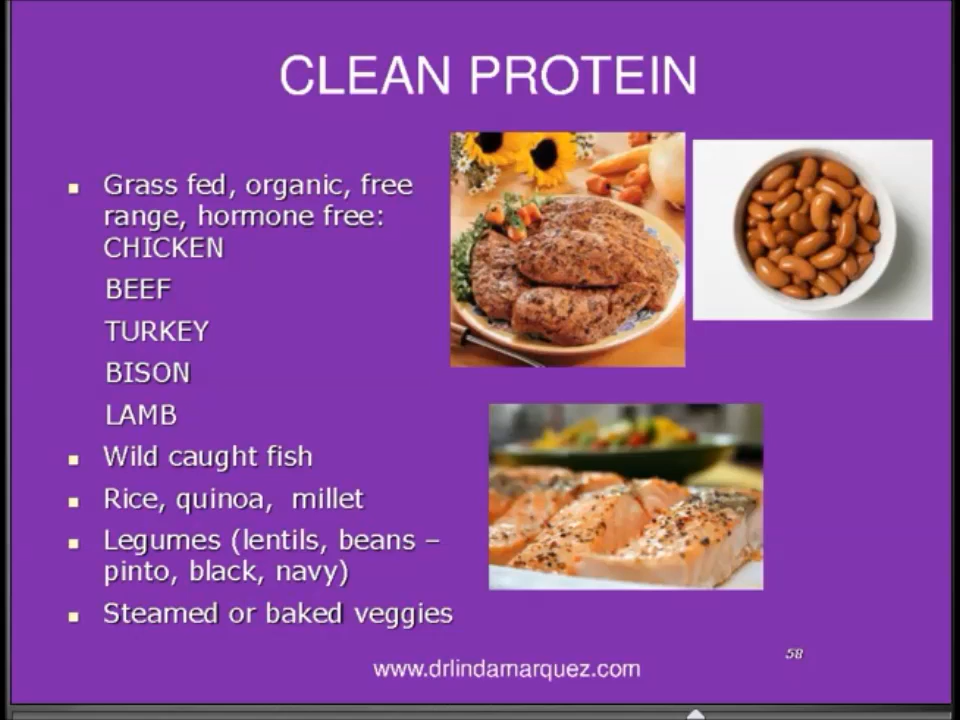 CLEAN PROTEIN
Grass fed, organic, free
range, hormone free:
CHICKEN
BEEF
TURKEY
BISON
LAMB
Wild caught fish
Rice, quinoa,  millet
Legumes (lentils, beans –
pinto, black, navy)
Steamed or baked veggies
58
www.drlindamarquez.com